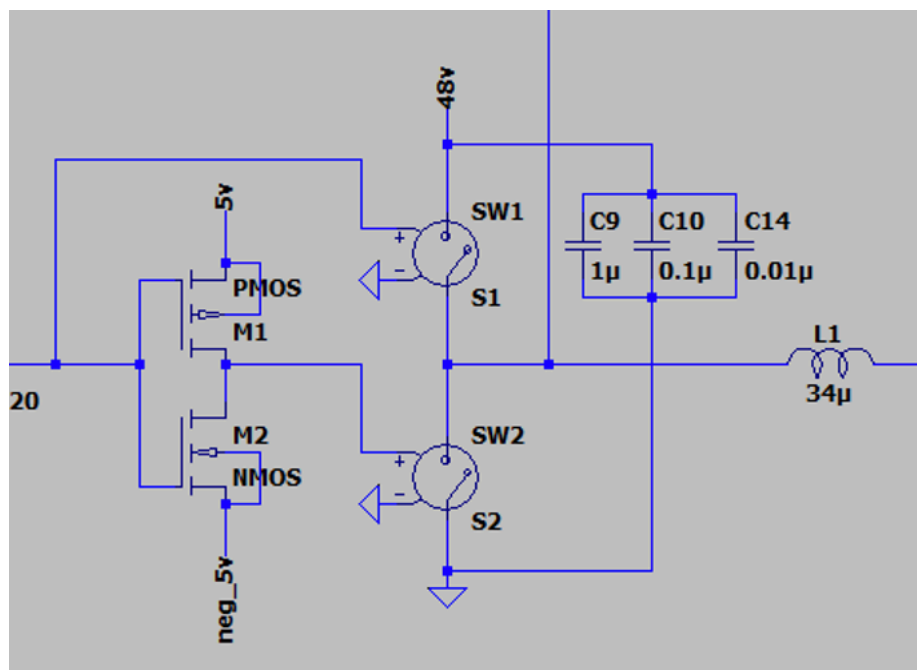 48v
5v
SW1
+
-
S1
PMOS
M1
C9
C10
C14
1µ
0.1µ
0.01µ
L1
34µ
20
M2
NMOS
SW2
+
-
S2
neg_5v